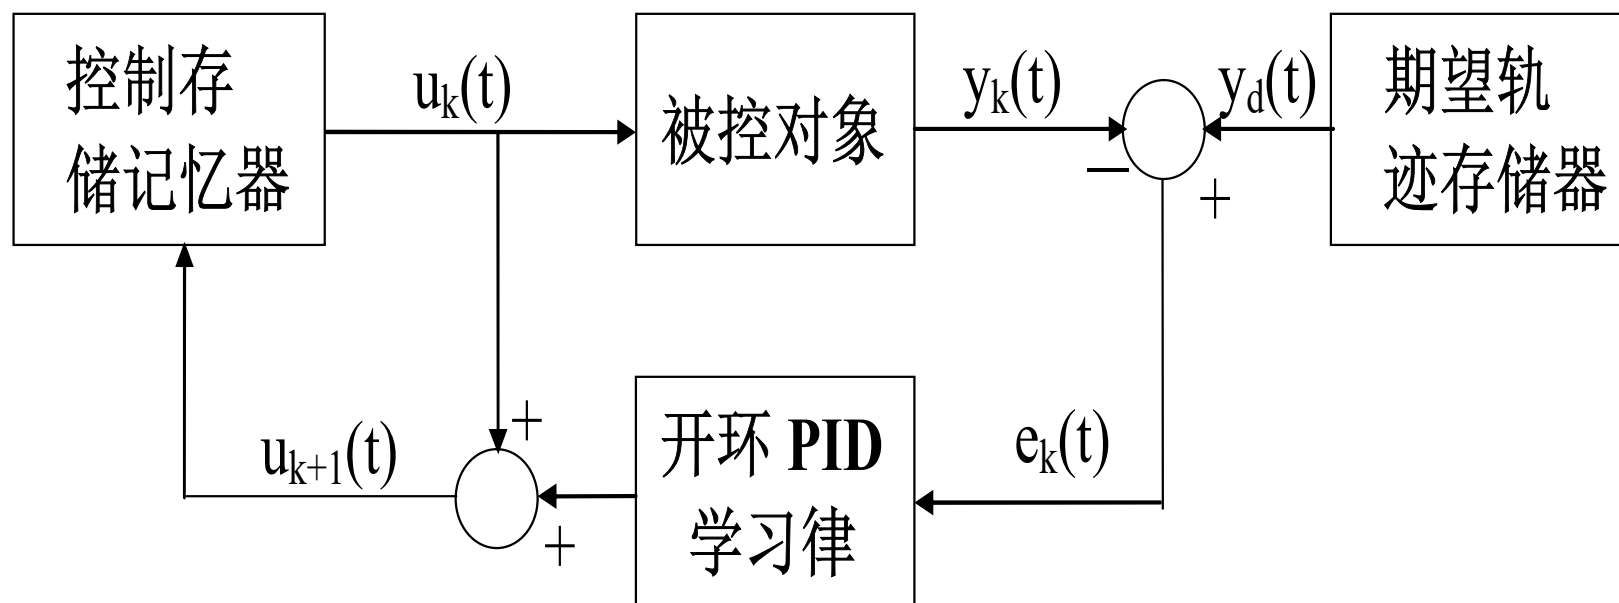 控制存
储记忆器
uₖ(t)
被控对象
yₖ(t)
y_d(t)
期望轨
迹存储器
−
+
uₖ₊₁(t)
+
+
开环 PID
学习律
eₖ(t)